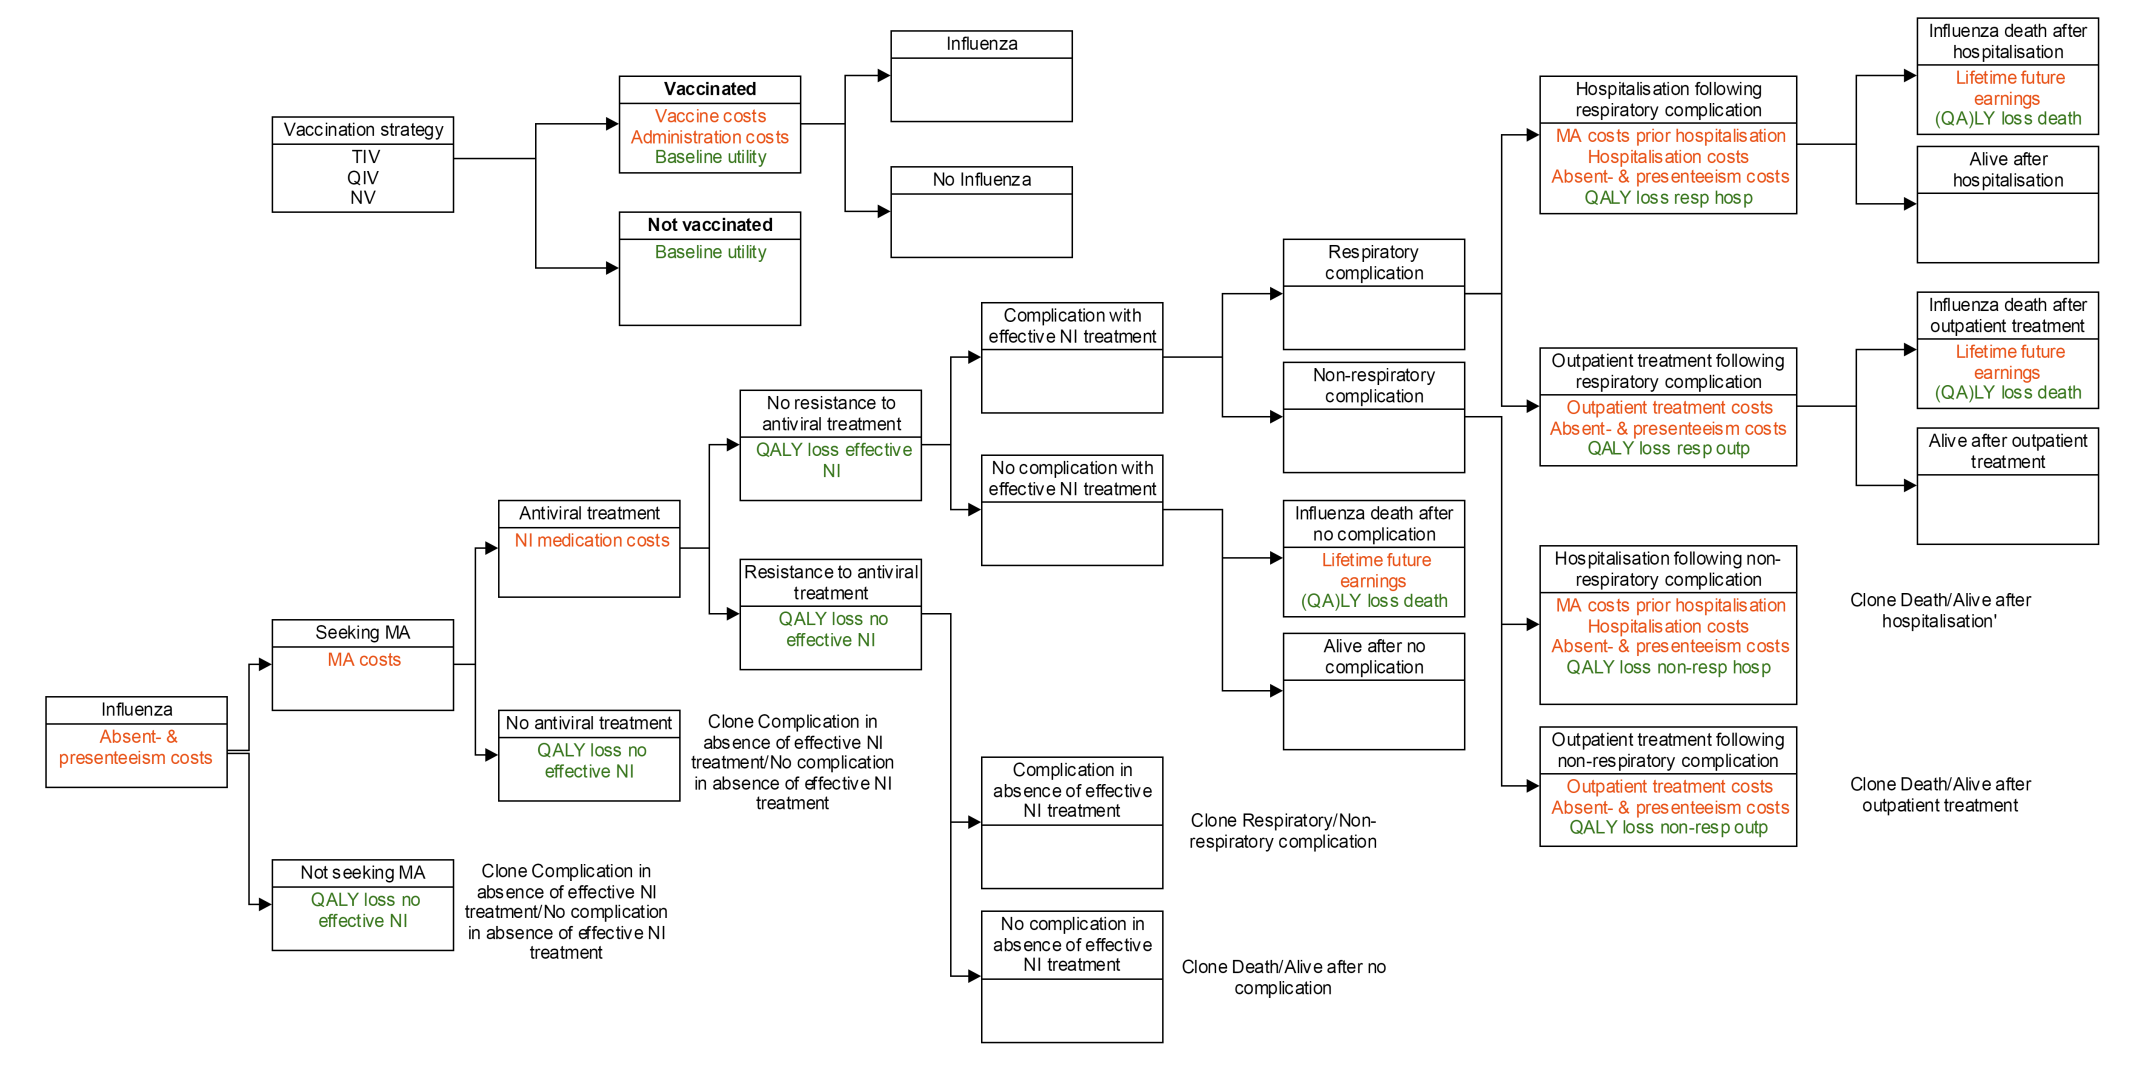 Vaccination strategy
TIV
QIV
NV
Vaccinated
Vaccine costs
Administration costs
Baseline utility
Not vaccinated
Baseline utility
Influenza
No Influenza
Influenza
Absent- &
presenteeism costs
Seeking MA
MA costs
Not seeking MA
QALY loss no
effective NI
Clone Complication in
absence of effective NI
treatment/No complication
in absence of effective NI
treatment
Antiviral treatment
NI medication costs
No antiviral treatment
QALY loss no
effective NI
Clone Complication in
absence of effective NI
treatment/No complication
in absence of effective NI
treatment
No resistance to
antiviral treatment
QALY loss effective
NI
Resistance to antiviral
treatment
QALY loss no
effective NI
Complication with
effective NI treatment
No complication with
effective NI treatment
Complication in
absence of effective
NI treatment
Clone Respiratory/Non-
respiratory complication
No complication in
absence of effective
NI treatment
Clone Death/Alive after no
complication
Respiratory
complication
Non-respiratory
complication
Influenza death after
no complication
Lifetime future
earnings
(QA)LY loss death
Alive after no
complication
Hospitalisation following
respiratory complication
MA costs prior hospitalisation
Hospitalisation costs
Absent- & presenteeism costs
QALY loss resp hosp
Outpatient treatment following
respiratory complication
Outpatient treatment costs
Absent- & presenteeism costs
QALY loss resp outp
Hospitalisation following non-
respiratory complication
MA costs prior hospitalisation
Hospitalisation costs
Absent- & presenteeism costs
QALY loss non-resp hosp
Clone Death/Alive after
hospitalisation'
Outpatient treatment following
non-respiratory complication
Outpatient treatment costs
Absent- & presenteeism costs
QALY loss non-resp outp
Clone Death/Alive after
outpatient treatment
Influenza death after
hospitalisation
Lifetime future
earnings
(QA)LY loss death
Alive after
hospitalisation
Influenza death after
outpatient treatment
Lifetime future
earnings
(QA)LY loss death
Alive after outpatient
treatment